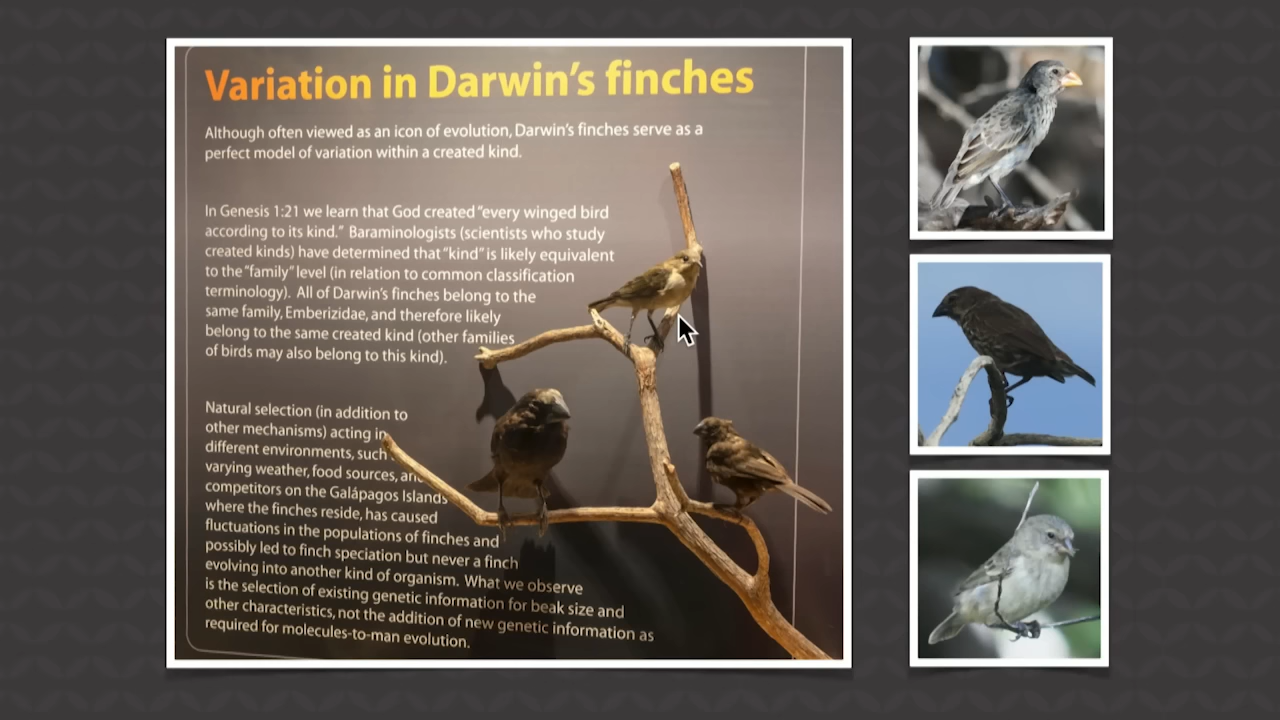 Variation in Darwin's finches
Although often viewed as an icon of evolution, Darwin's finches serve as a
perfect model of variation within a created kind.
In Genesis 1:21 we learn that God created "every winged bird
according to its kind." Baraminologists (scientists who study
created kinds) have determined that "kind" is likely equivalent
to the "family" level (in relation to common classification
terminology). All of Darwin's finches belong to the
same family, Emberizidae, and therefore likely
belong to the same created kind (other families
of birds may also belong to this kind).
Natural selection (in addition to
other mechanisms) acting in
different environments, such
varying weather, food sources, and
competitors on the Galápagos Islands
where the finches reside, has caused
fluctuations in the populations of finches and
possibly led to finch speciation but never a finch
evolving into another kind of organism. What we observe
is the selection of existing genetic information for beak size and
other characteristics, not the addition of new genetic information as
required for molecules-to-man evolution.